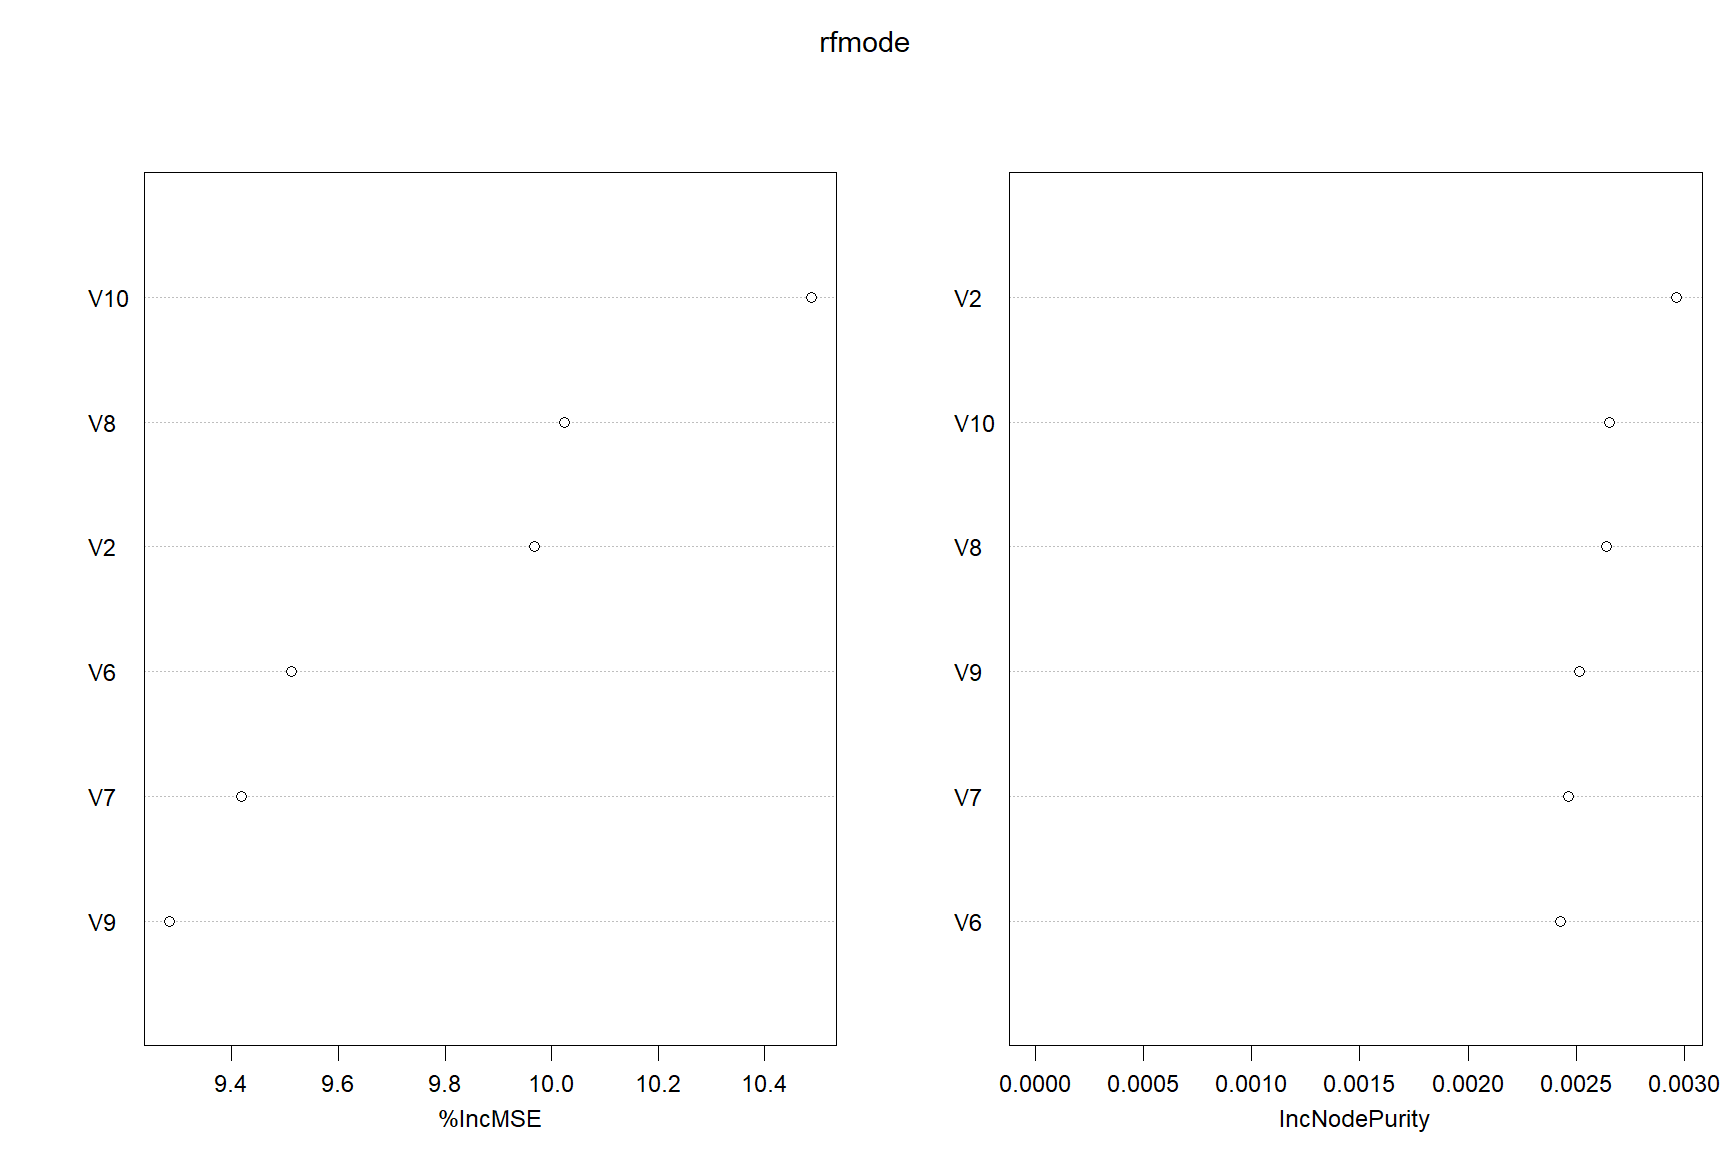 rfmode
V10
V8
V2
V6
V7
V9
9.4 9.6 9.8 10.0 10.2 10.4
%IncMSE
V2
V10
V8
V9
V7
V6
0.0000 0.0005 0.0010 0.0015 0.0020 0.0025 0.0030
IncNodePurity